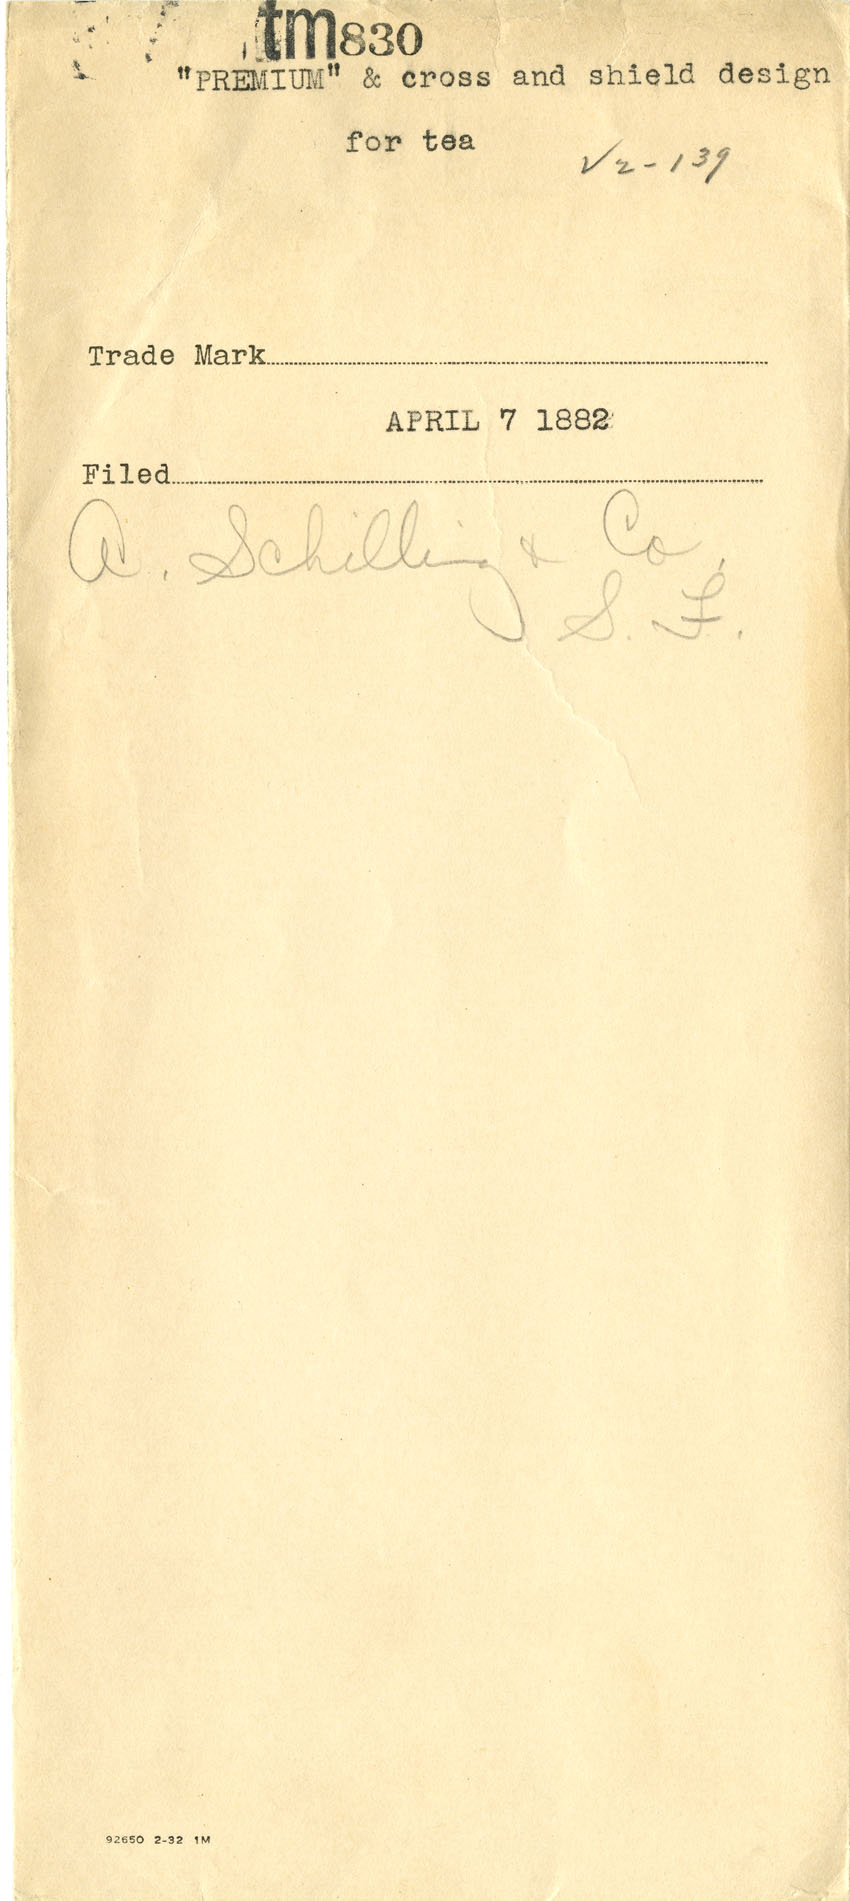 tm830
"PREMIUM" & cross and shield design
for tea
V2-139
Trade Mark
APRIL 7 1882
Filed
A. Schilling & Co,
S. F.
92650 2-32 1M